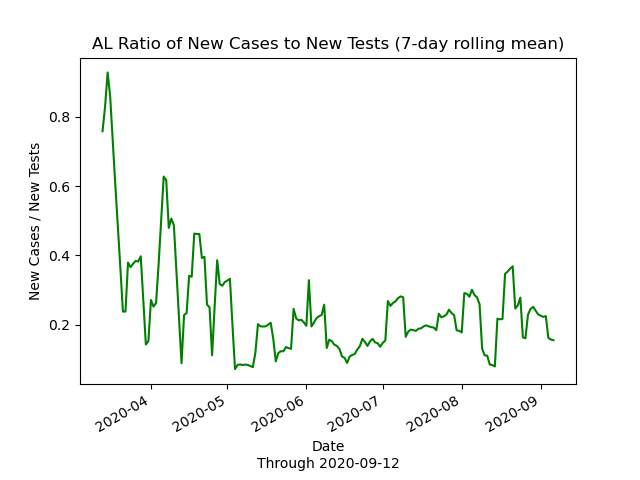 AL Ratio of New Cases to New Tests (7-day rolling mean)
New Cases / New Tests
0.8
0.6
0.4
0.2
2020-04
2020-05
2020-06
2020-07
2020-08
2020-09
Date
Through 2020-09-12